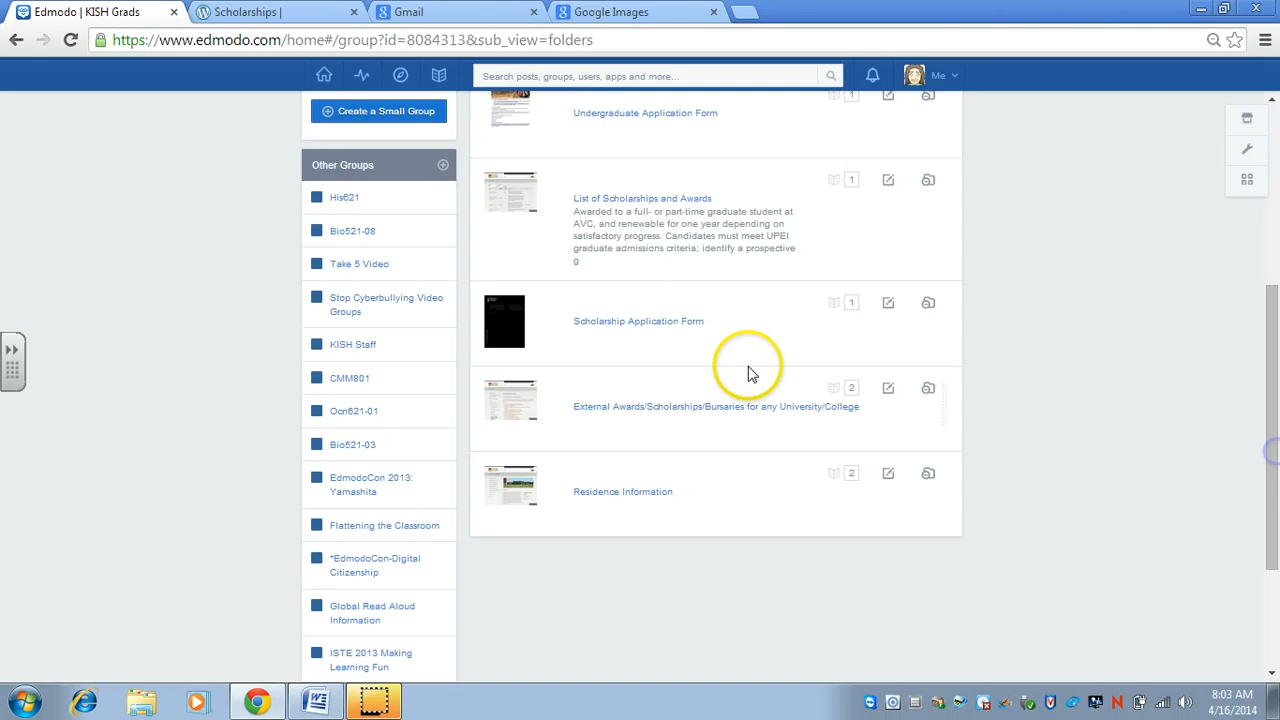 Edmodo | KISH Grads
Scholarships |
Gmail
Google Images
https://www.edmodo.com/home#/group?id=8084313&sub_view=folders
Search posts, groups, users, apps and more...
Me
Create a Small G
Other Groups
His621
Bio521-08
Take 5 Video
Stop Cyberbullying Video
Groups
KISH Staff
CMM801
Ocn621-01
Bio521-03
EdmodoCon 2013:
Yamashita
Flattening the Classroom
*EdmodoCon-Digital
Citizenship
Global Read Aloud
Information
ISTE 2013 Making
Learning Fun
1
Undergraduate Application Form
1
List of Scholarships and Awards
Awarded to a full- or part-time graduate student at
AVC, and renewable for one year depending on
satisfactory progress. Candidates must meet UPEI
graduate admissions criteria; identify a prospective
g
1
Scholarship Application Form
2
External Awards/Scholarships/Bursaries for any University/College
2
Residence Information
8:03 AM
4/16/2014